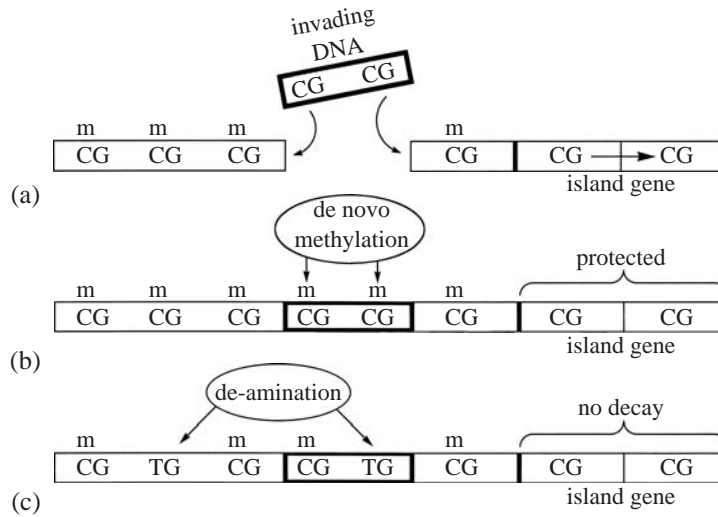 invading
DNA
CG CG
m m m m
CG CG CG CG CG CG
island gene
(a)
de novo
methylation
protected
m m m m m m
CG CG CG CG CG CG CG CG
island gene
(b)
de-amination
no decay
m m m m
CG TG CG CG TG CG CG CG
island gene
(c)